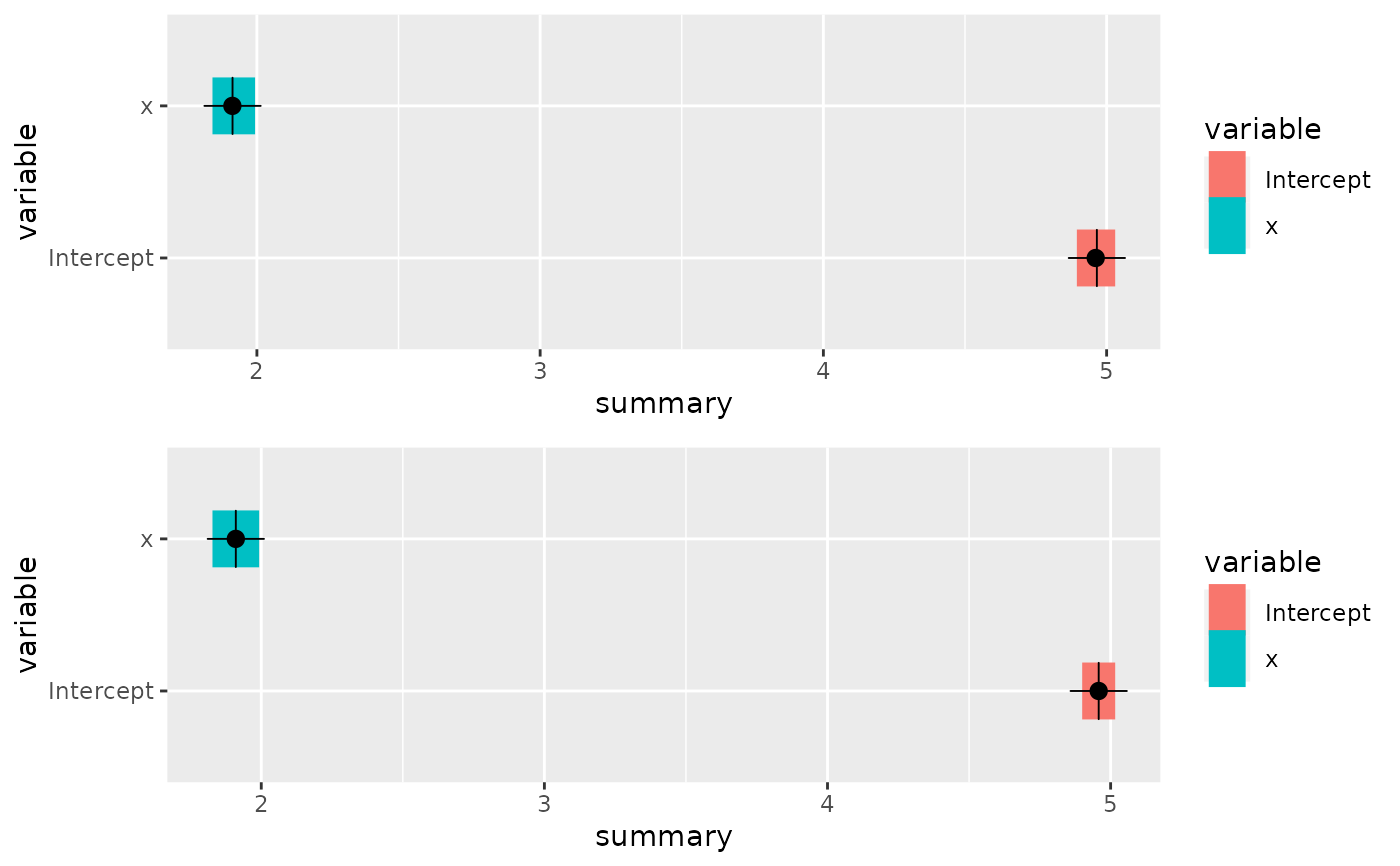 variable
x
Intercept
2 3 4 5
summary
variable
Intercept
x
variable
x
Intercept
2 3 4 5
summary
variable
Intercept
x